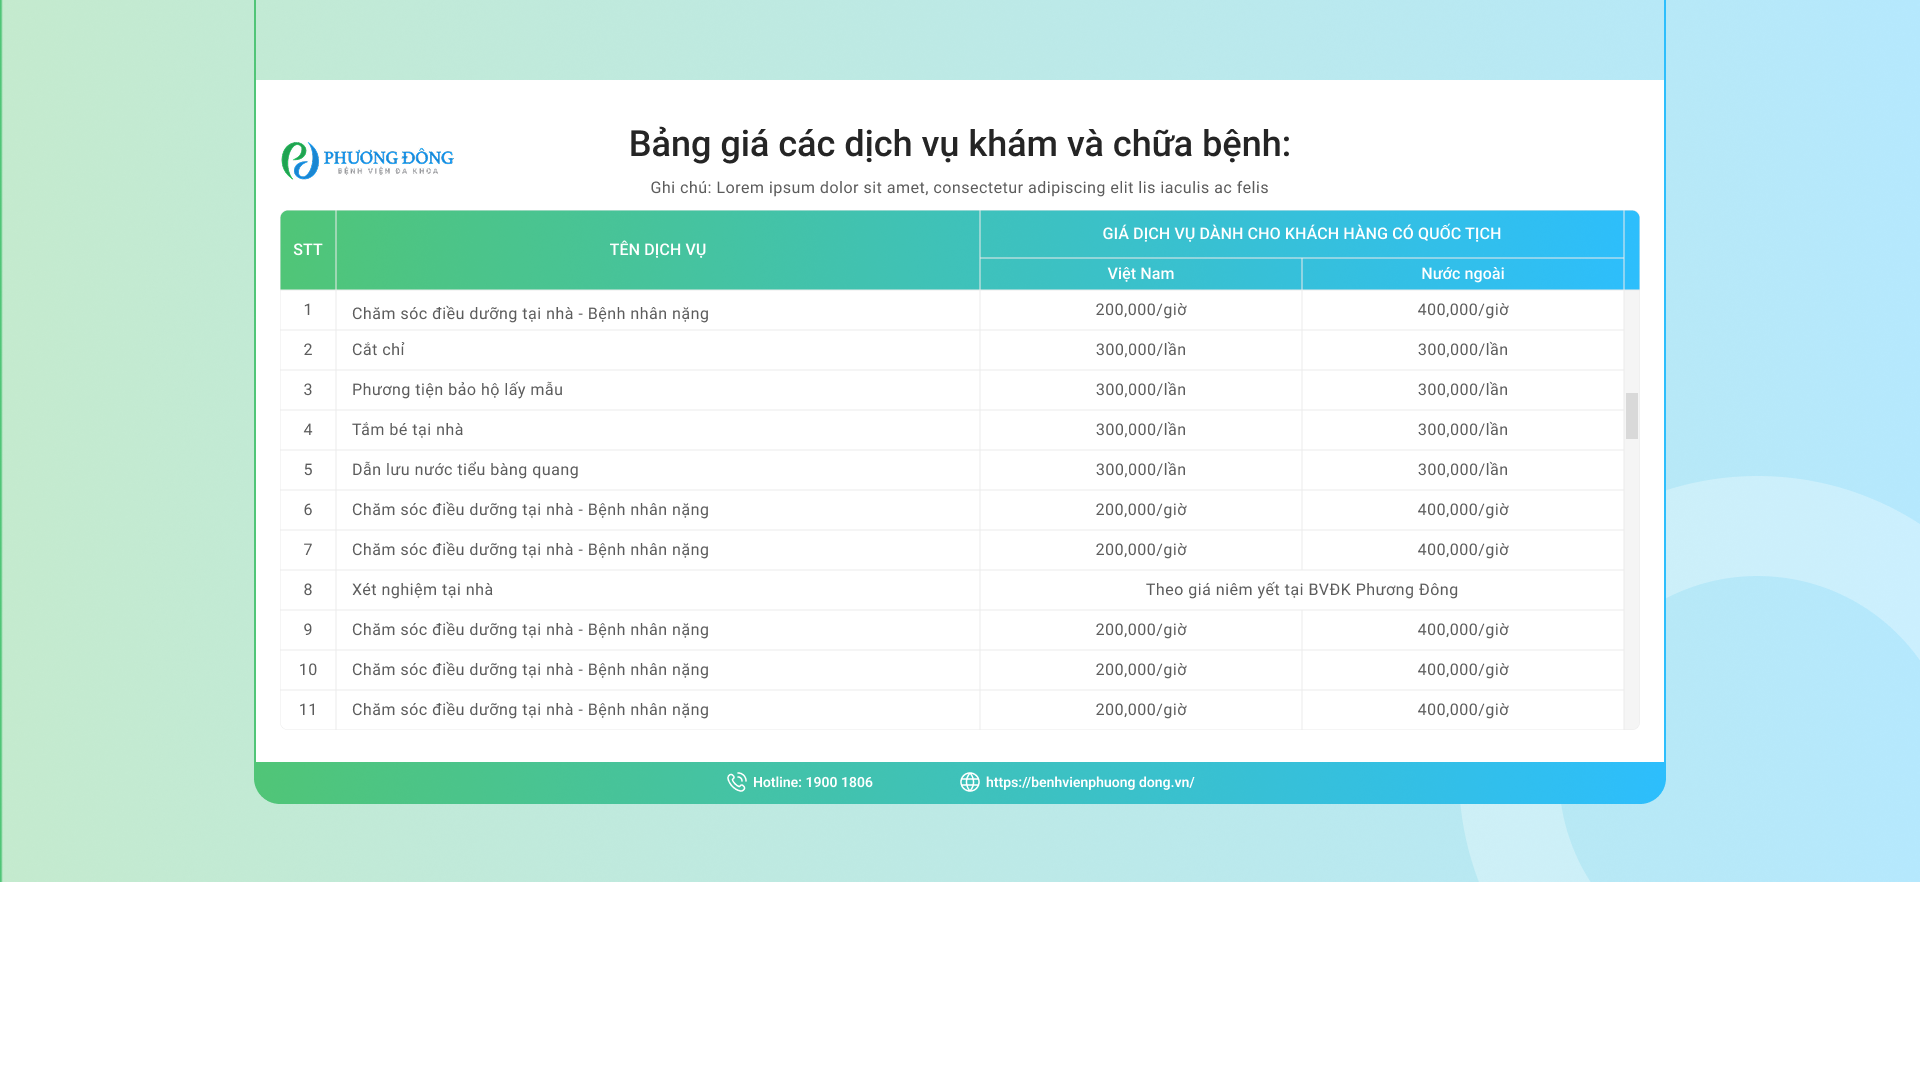 PHƯƠNG ĐÔNG
BỆNH VIỆN ĐA KHOA
Bảng giá các dịch vụ khám và chữa bệnh:
Ghi chú: Lorem ipsum dolor sit amet, consectetur adipiscing elit lis iaculis ac felis
STT TÊN DỊCH VỤ GIÁ DỊCH VỤ DÀNH CHO KHÁCH HÀNG CÓ QUỐC TỊCH
Việt Nam Nước ngoài
1 Chăm sóc điều dưỡng tại nhà - Bệnh nhân nặng 200,000/giờ 400,000/giờ
2 Cắt chỉ 300,000/lần 300,000/lần
3 Phương tiện bảo hộ lấy mẫu 300,000/lần 300,000/lần
4 Tắm bé tại nhà 300,000/lần 300,000/lần
5 Dẫn lưu nước tiểu bàng quang 300,000/lần 300,000/lần
6 Chăm sóc điều dưỡng tại nhà - Bệnh nhân nặng 200,000/giờ 400,000/giờ
7 Chăm sóc điều dưỡng tại nhà - Bệnh nhân nặng 200,000/giờ 400,000/giờ
8 Xét nghiệm tại nhà Theo giá niêm yết tại BVĐK Phương Đông
9 Chăm sóc điều dưỡng tại nhà - Bệnh nhân nặng 200,000/giờ 400,000/giờ
10 Chăm sóc điều dưỡng tại nhà - Bệnh nhân nặng 200,000/giờ 400,000/giờ
11 Chăm sóc điều dưỡng tại nhà - Bệnh nhân nặng 200,000/giờ 400,000/giờ
Hotline: 1900 1806 https://benhvienphuong dong.vn/